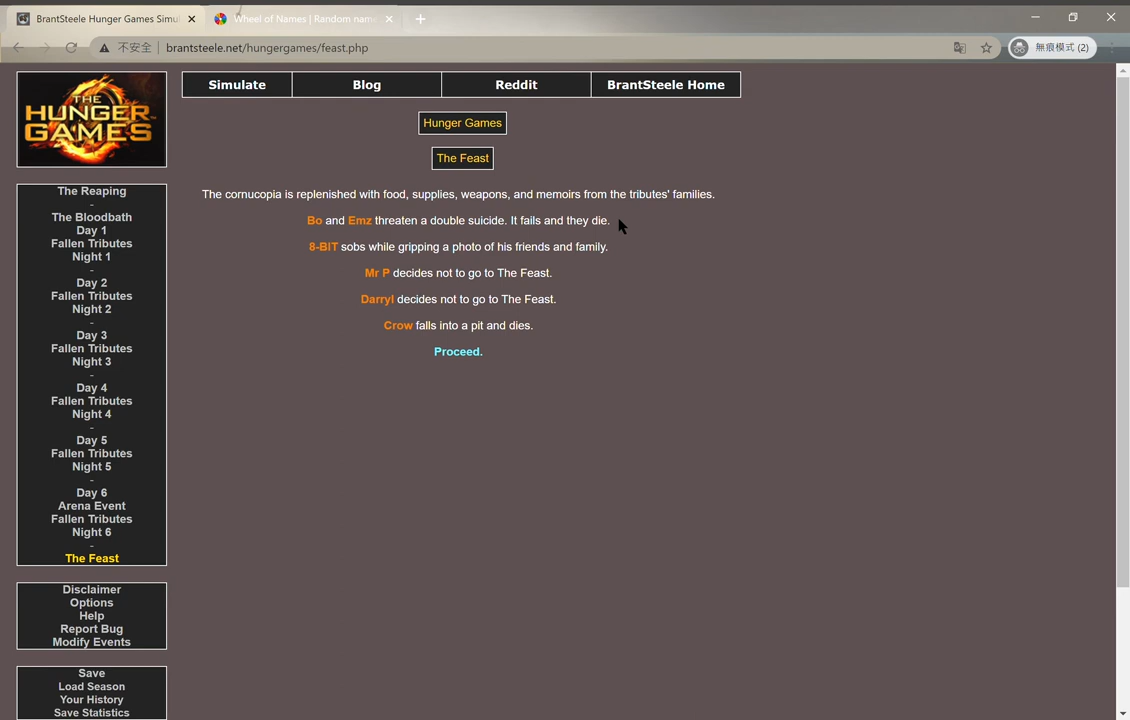 BrantSteele Hunger Games Simul
Wheel of Names | Random name
不安全
brantsteele.net/hungergames/feast.php
無痕模式 (2)
THE
HUNGER
GAMES
Simulate
Blog
Reddit
BrantSteele Home
Hunger Games
The Feast
The cornucopia is replenished with food, supplies, weapons, and memoirs from the tributes' families.
Bo and Emz threaten a double suicide. It fails and they die.
8-BIT sobs while gripping a photo of his friends and family.
Mr P decides not to go to The Feast.
Darryl decides not to go to The Feast.
Crow falls into a pit and dies.
Proceed.
The Reaping
-
The Bloodbath
Day 1
Fallen Tributes
Night 1
-
Day 2
Fallen Tributes
Night 2
-
Day 3
Fallen Tributes
Night 3
-
Day 4
Fallen Tributes
Night 4
-
Day 5
Fallen Tributes
Night 5
-
Day 6
Arena Event
Fallen Tributes
Night 6
-
The Feast
Disclaimer
Options
Help
Report Bug
Modify Events
Save
Load Season
Your History
Save Statistics